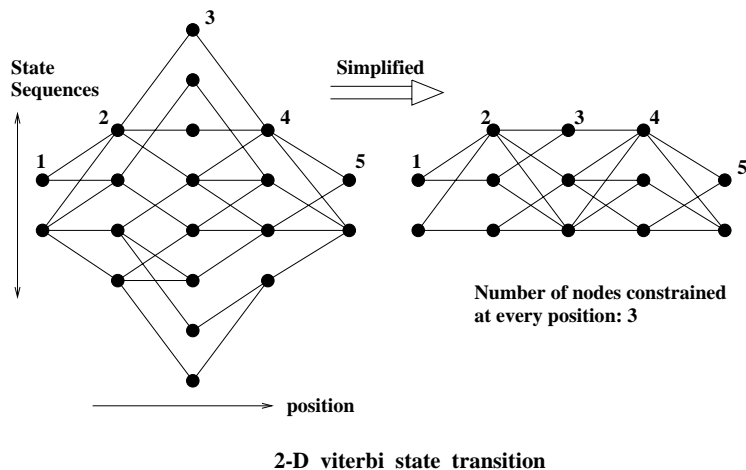 3
State
Sequences
Simplified
2
4
2
3
4
1
5
1
5
Number of nodes constrained
at every position: 3
position
2-D viterbi state transition